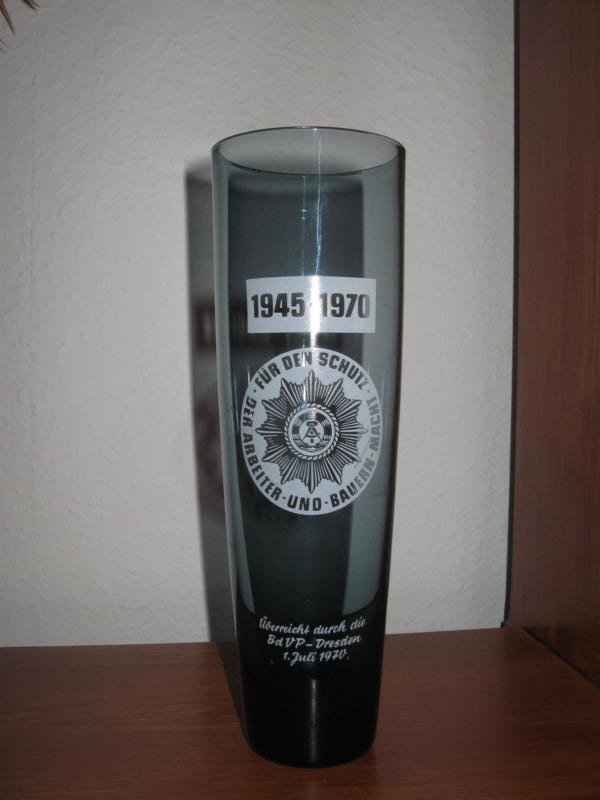 1945-1970
· FÜR DEN SCHUTZ ·
DER ARBEITER-UND-BAUERN-MACHT
Überreicht durch die
BdVP-Dresden
1. Juli 1970.